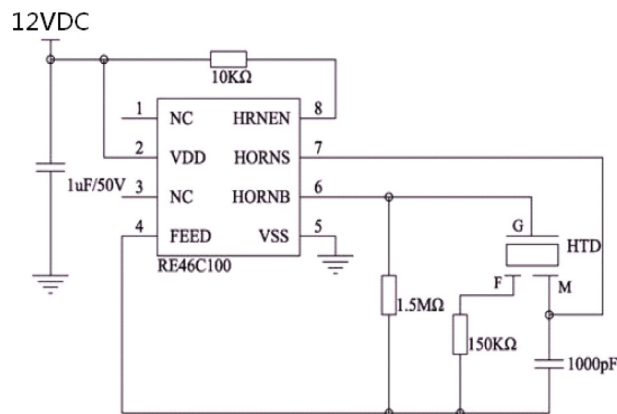 12VDC
10KΩ
1 NC HRNEN 8
2 VDD HORNS 7
1uF/50V
3 NC HORNB 6
4 FEED VSS 5
RE46C100
G HTD
F M
1.5MΩ
150KΩ
1000pF